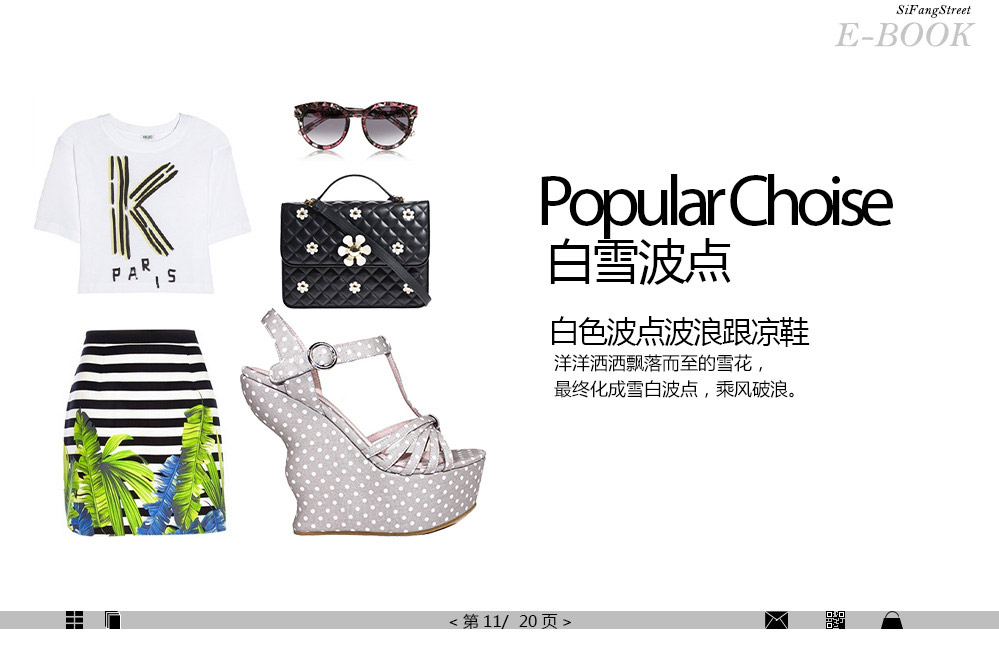 SiFangStreet
E-BOOK
K
PARIS
Popular Choise
白雪波点
白色波点波浪跟凉鞋
洋洋洒洒飘落而至的雪花，
最终化成雪白波点，乘风破浪。
< 第 11/ 20 页 >